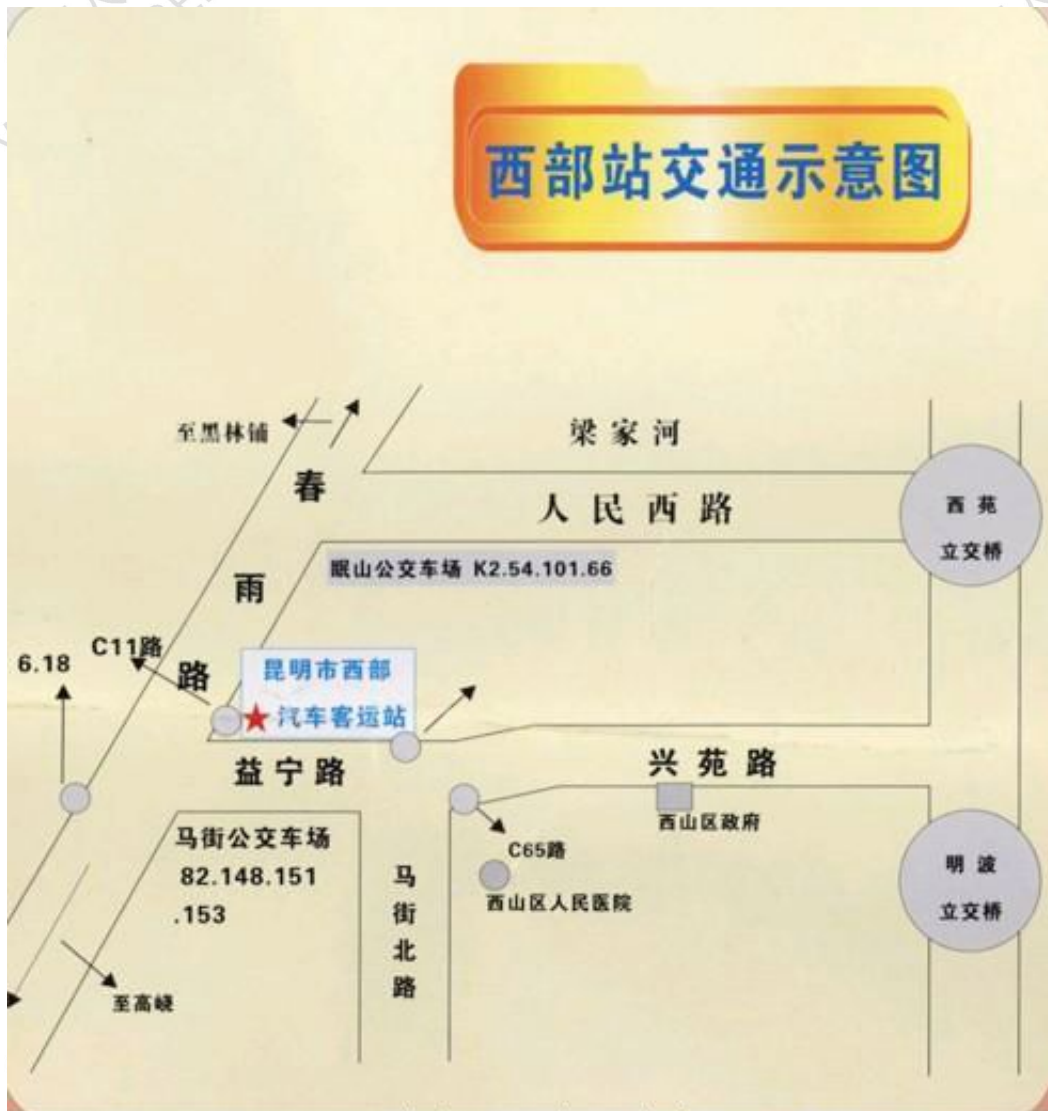 西部站交通示意图
至黑林铺
梁家河
春雨路
人民西路
西苑
立交桥
眠山公交车场 K2.54.101.66
C11路
6.18
昆明市西部
汽车客运站
益宁路
兴苑路
西山区政府
马街公交车场
82.148.151
.153
C65路
马街北路
西山区人民医院
明波
立交桥
至高峣